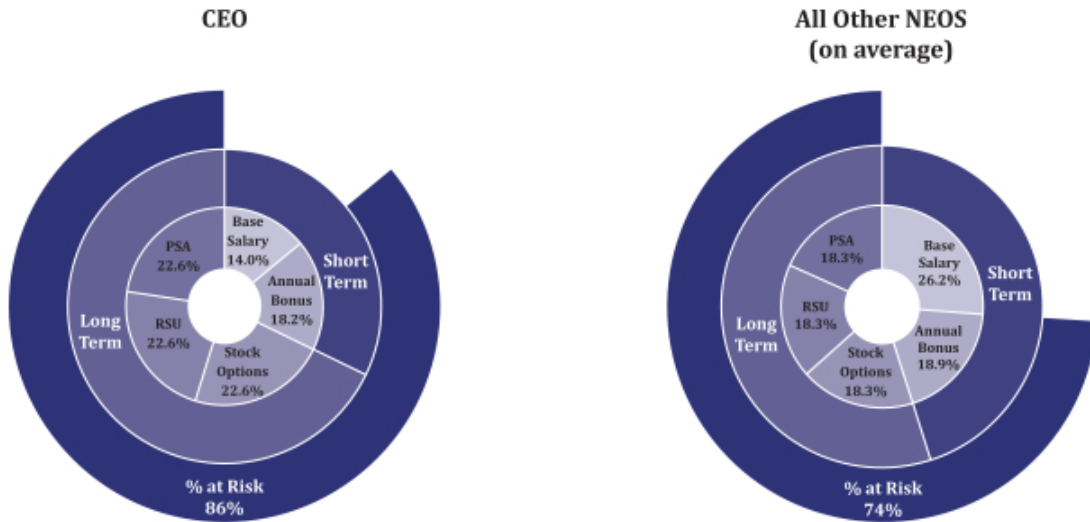 CEO
Base
Salary
14.0%
Annual
Bonus
18.2%
Stock
Options
22.6%
RSU
22.6%
PSA
22.6%
Short
Term
Long
Term
% at Risk
86%
All Other NEOS
(on average)
Base
Salary
26.2%
Annual
Bonus
18.9%
Stock
Options
18.3%
RSU
18.3%
PSA
18.3%
Short
Term
Long
Term
% at Risk
74%